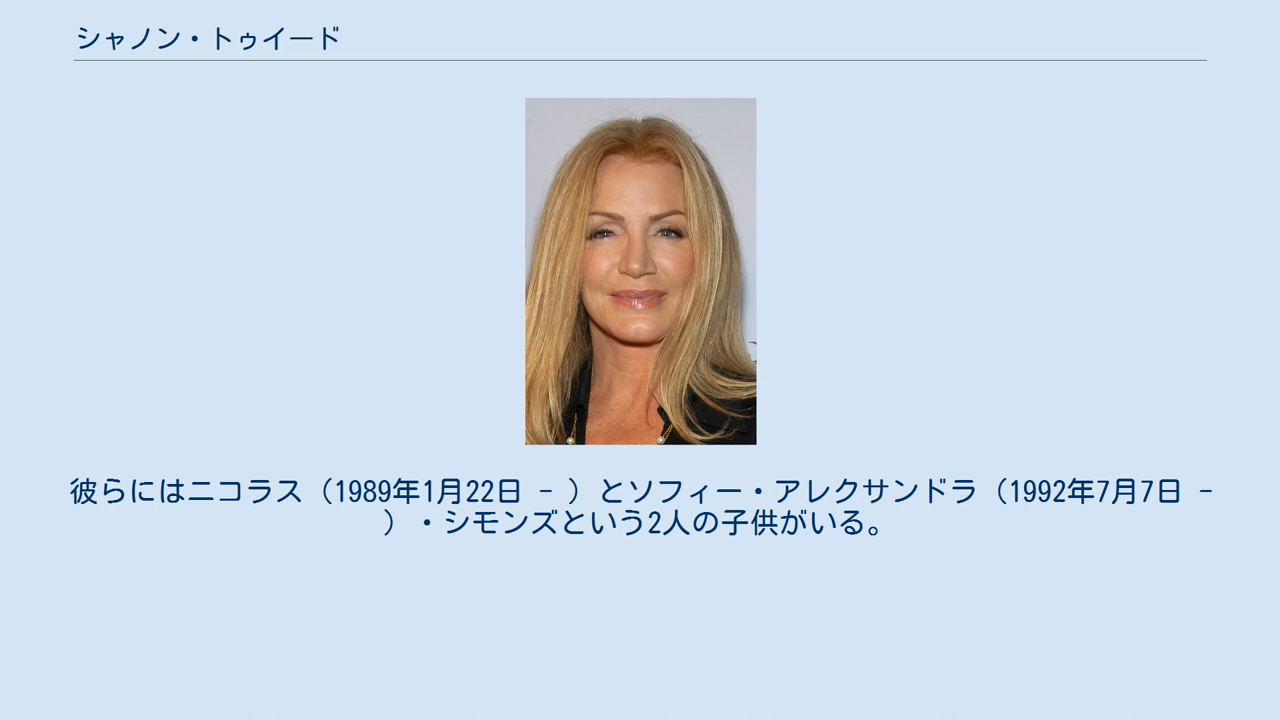 シャノン・トゥイード
彼らにはニコラス（1989年1月22日 - ）とソフィー・アレクサンドラ（1992年7月7日 -
）・シモンズという2人の子供がいる。